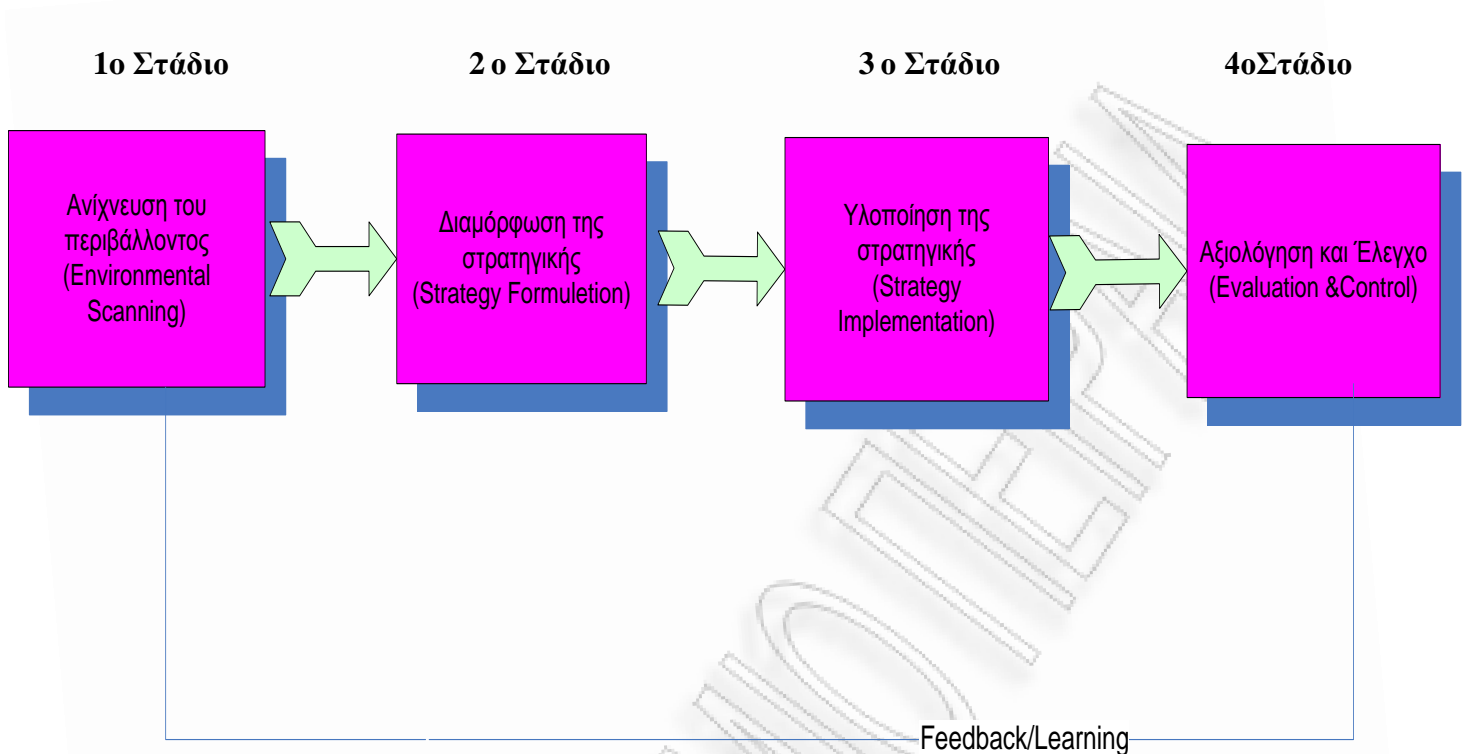 1ο Στάδιο
2 ο Στάδιο
3 ο Στάδιο
4οΣτάδιο
Ανίχνευση του
περιβάλλοντος
(Environmental
Scanning)
Διαμόρφωση της
στρατηγικής
(Strategy Formuletion)
Υλοποίηση της
στρατηγικής
(Strategy
Implementation)
Αξιολόγηση και Έλεγχο
(Evaluation &Control)
Feedback/Learning